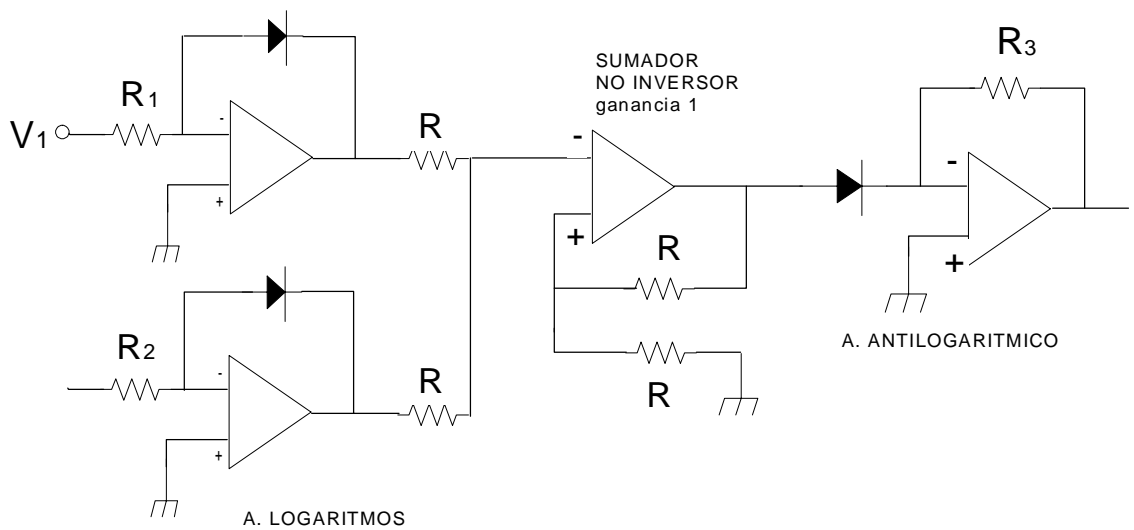 R3
SUMADOR
NO INVERSOR
ganancia 1
R1
V1
-
+
R
-
+
R
R
-
+
A. ANTILOGARITMICO
R2
-
+
R
A. LOGARITMOS